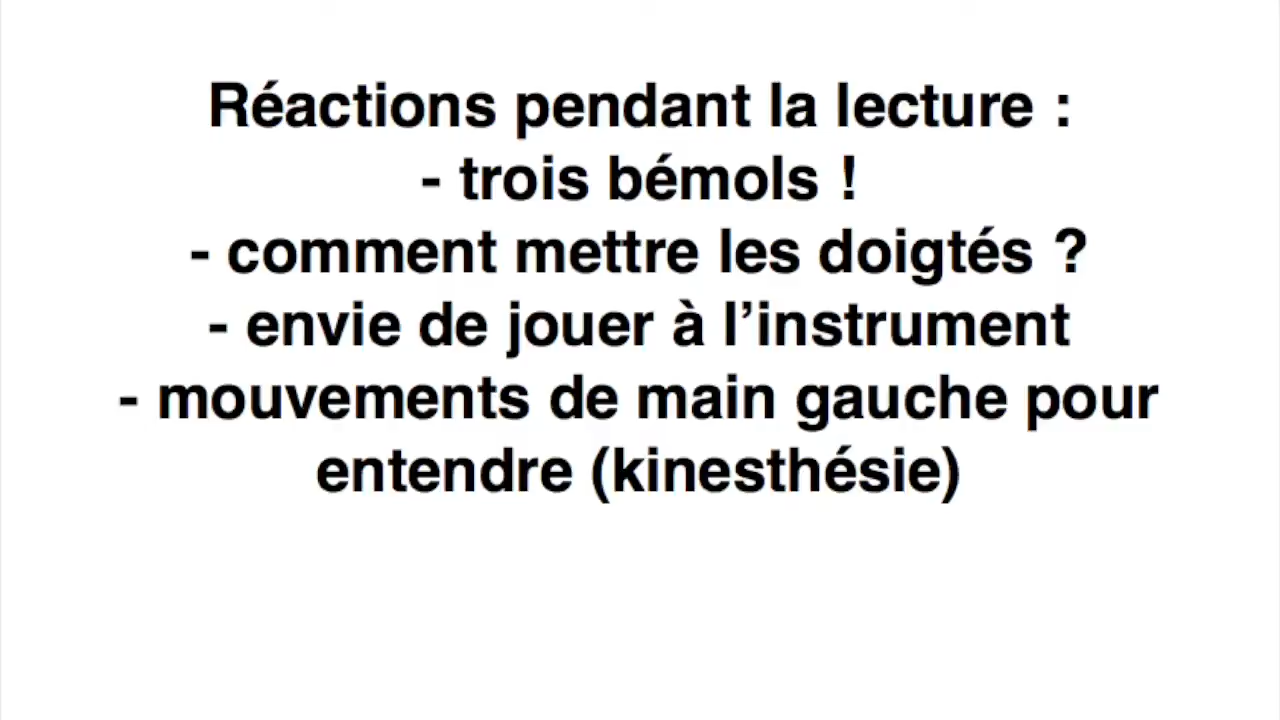 Réactions pendant la lecture :
- trois bémols !
- comment mettre les doigtés ?
- envie de jouer à l’instrument
- mouvements de main gauche pour
entendre (kinesthésie)